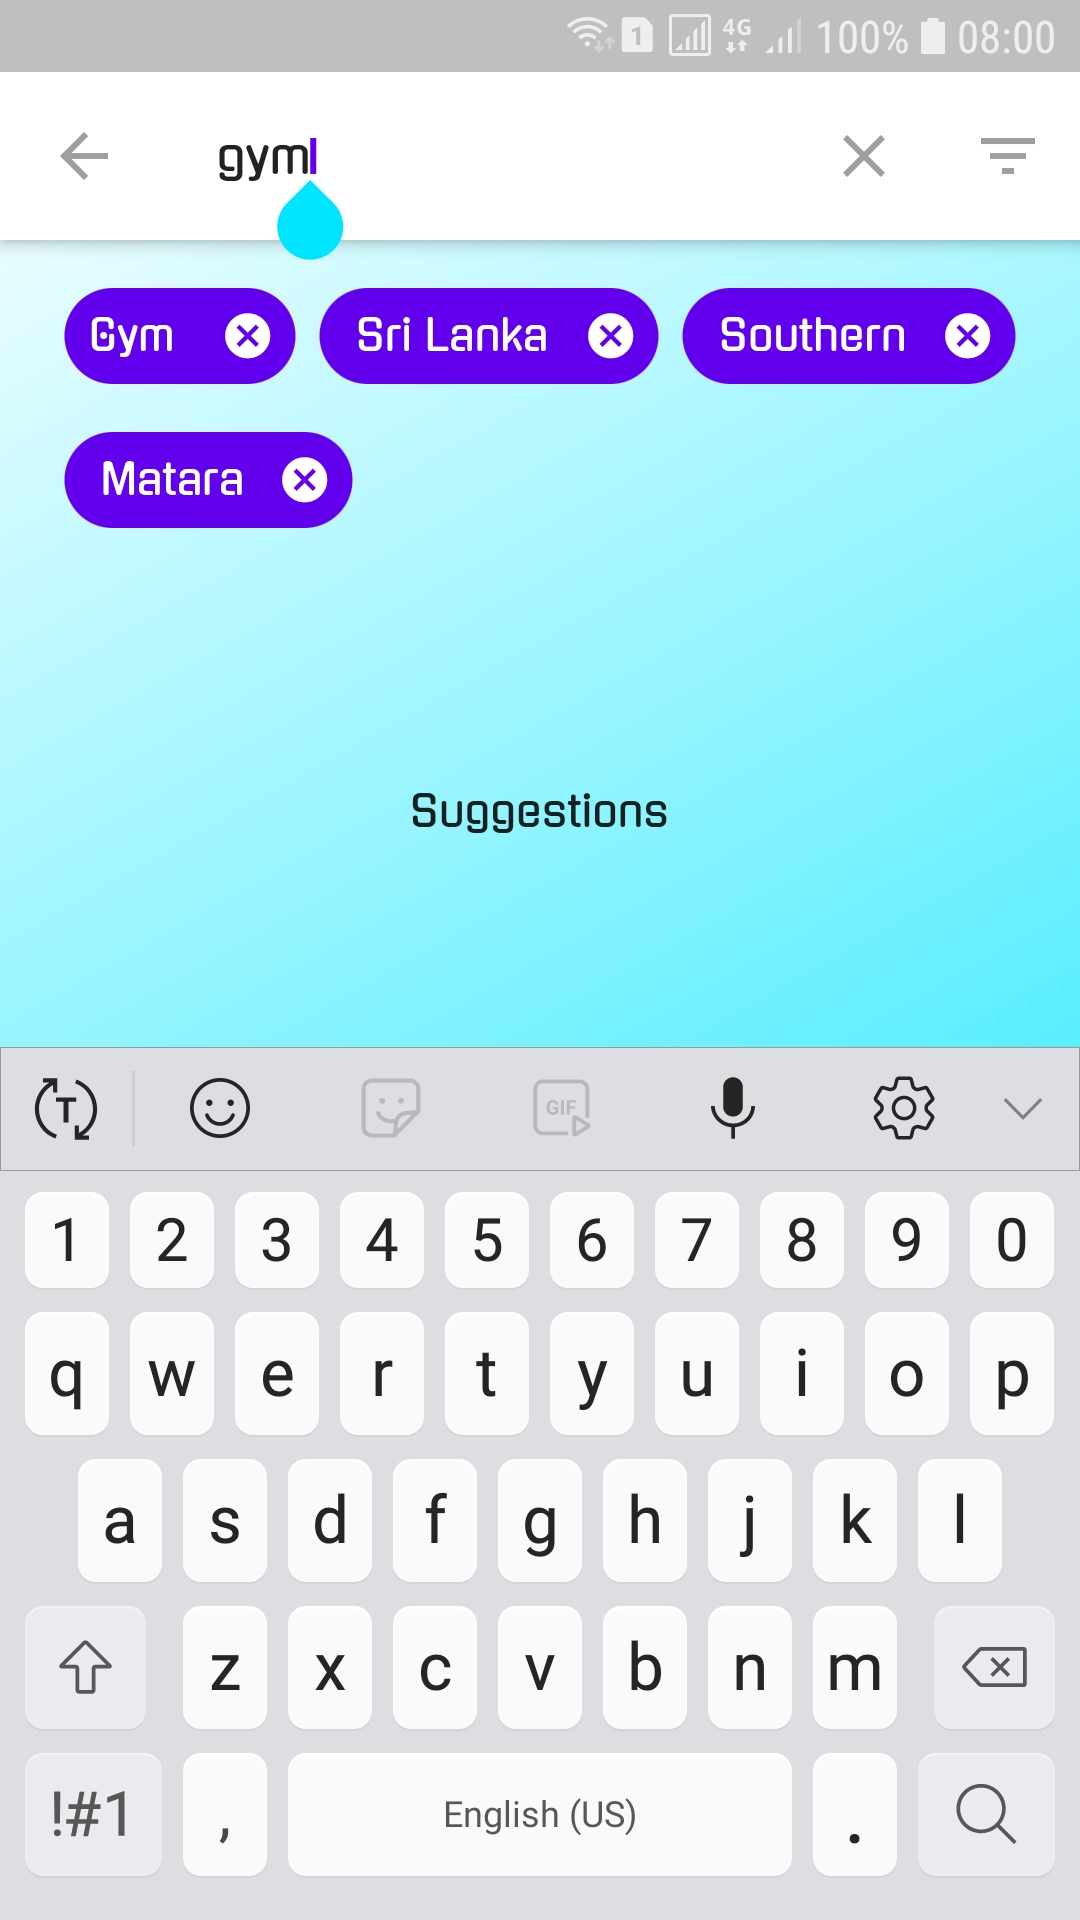 1 4G 100% 08:00
gym
Gym Sri Lanka Southern
Matara
Suggestions
T GIF
1 2 3 4 5 6 7 8 9 0
q w e r t y u i o p
a s d f g h j k l
z x c v b n m
!#1 , English (US) .